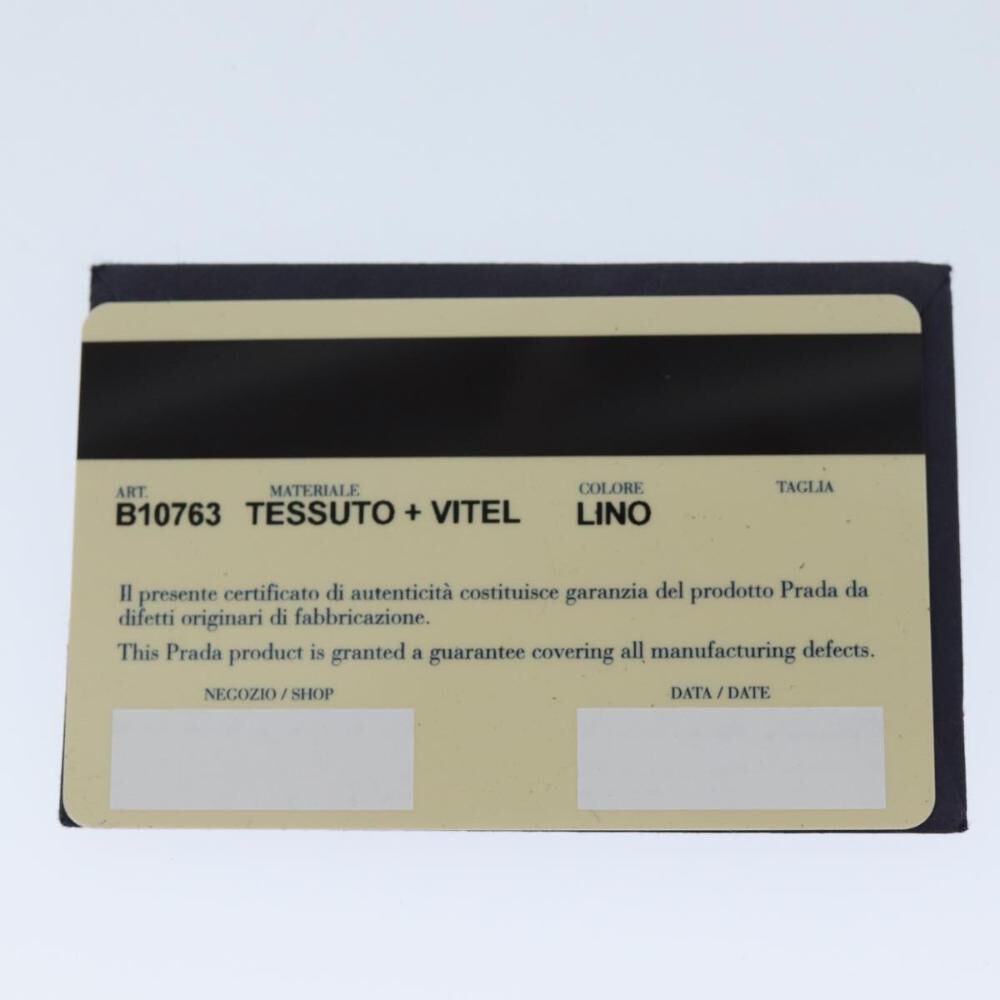 ART. MATERIALE COLORE TAGLIA
B10763 TESSUTO + VITEL LINO
Il presente certificato di autenticità costituisce garanzia del prodotto Prada da
difetti originari di fabbricazione.
This Prada product is granted a guarantee covering all manufacturing defects.
NEGOZIO / SHOP DATA / DATE